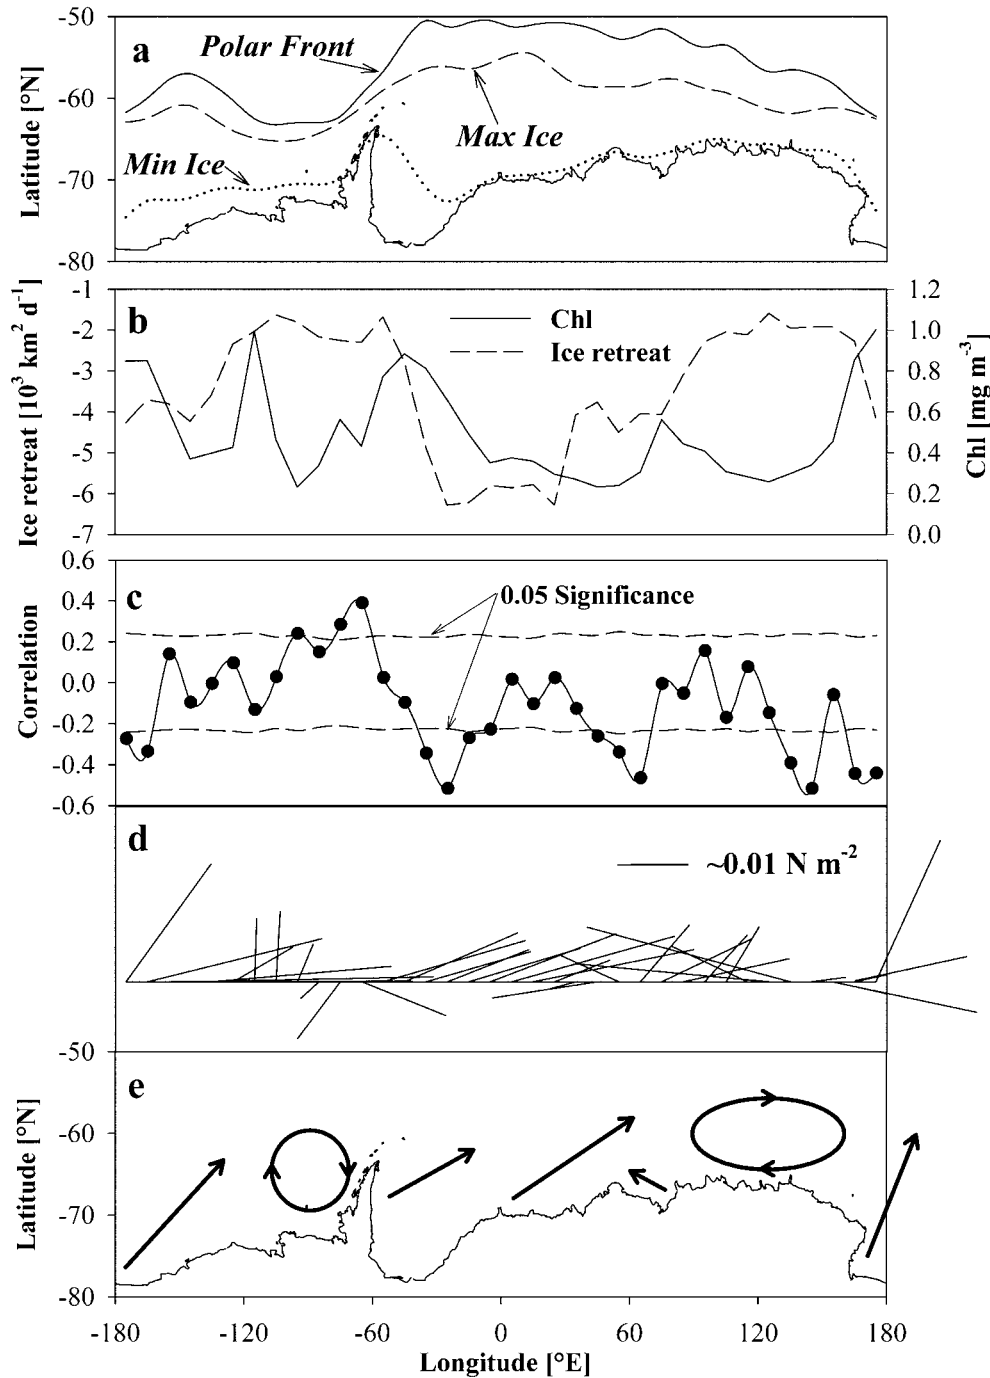 a
Polar Front
Max Ice
Min Ice
Latitude [°N]
-50
-60
-70
-80
b
Chl
Ice retreat
Ice retreat [10³ km² d⁻¹]
-1
-2
-3
-4
-5
-6
-7
Chl [mg m⁻³]
1.2
1.0
0.8
0.6
0.4
0.2
0.0
c
0.05 Significance
Correlation
0.6
0.4
0.2
0.0
-0.2
-0.4
-0.6
d
~0.01 N m⁻²
e
Latitude [°N]
-50
-60
-70
-80
-180 -120 -60 0 60 120 180
Longitude [°E]